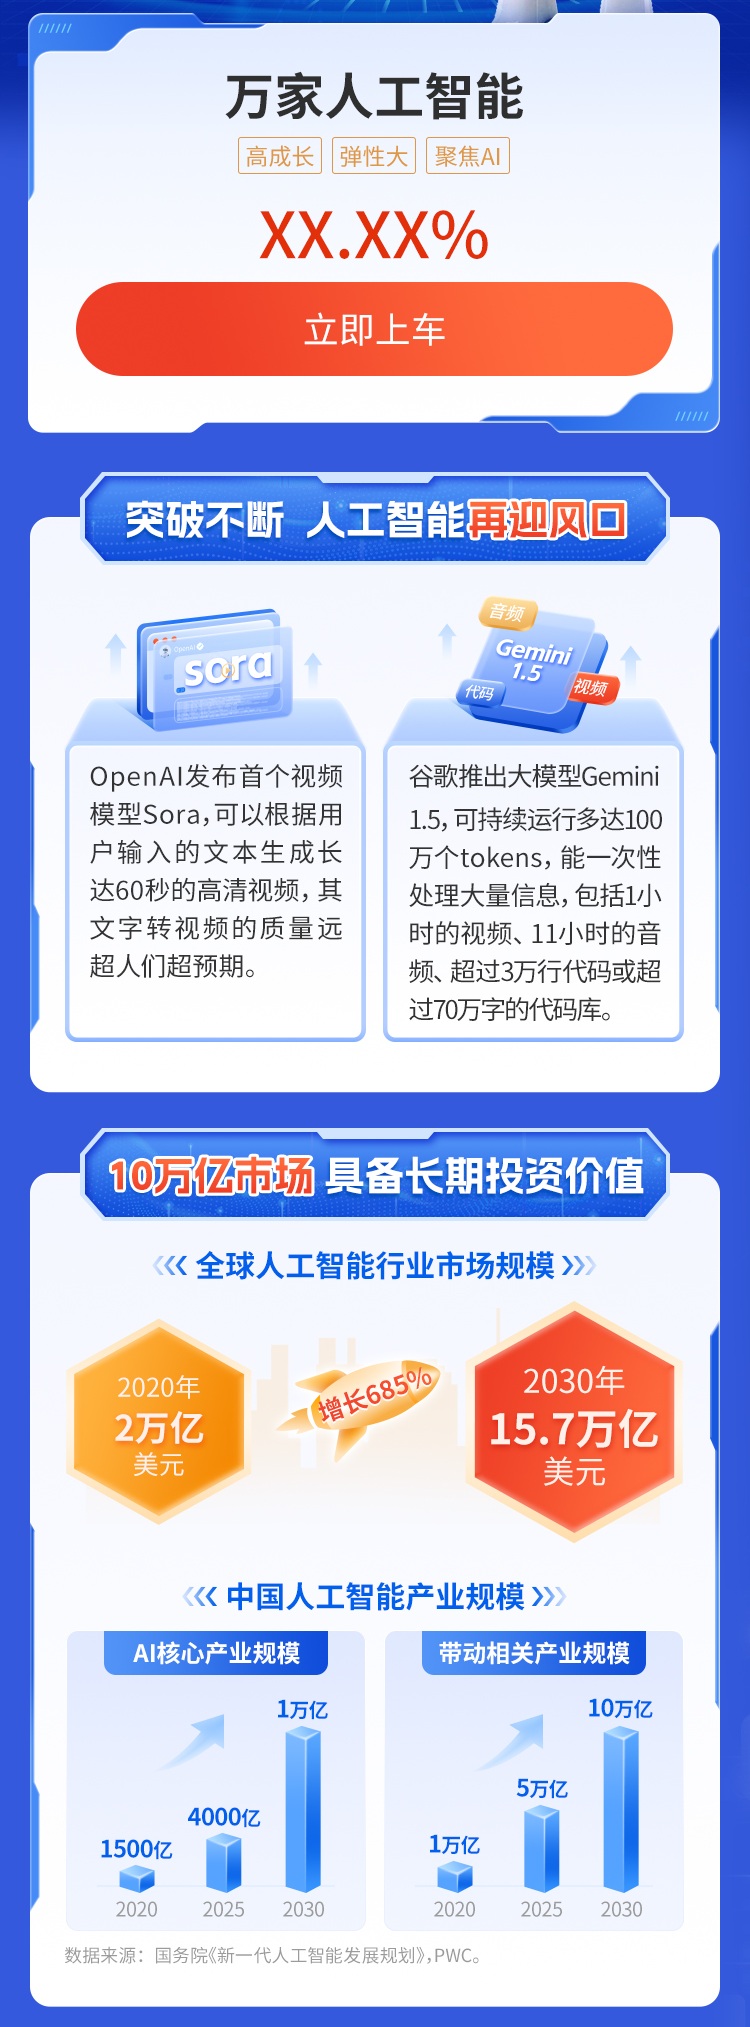 万家人工智能
高成长 弹性大 聚焦AI
XX.XX%
立即上车
突破不断 人工智能再迎风口
OpenAI
sora
音频
Gemini
1.5
代码
视频
OpenAI发布首个视频
模型Sora,可以根据用
户输入的文本生成长
达60秒的高清视频,其
文字转视频的质量远
超人们超预期。
谷歌推出大模型Gemini
1.5,可持续运行多达100
万个tokens,能一次性
处理大量信息,包括1小
时的视频、11小时的音
频、超过3万行代码或超
过70万字的代码库。
10万亿市场 具备长期投资价值
全球人工智能行业市场规模
2020年
2万亿
美元
增长685%
2030年
15.7万亿
美元
中国人工智能产业规模
AI核心产业规模
1500亿
4000亿
1万亿
2020 2025 2030
带动相关产业规模
1万亿
5万亿
10万亿
2020 2025 2030
数据来源：国务院《新一代人工智能发展规划》,PWC。